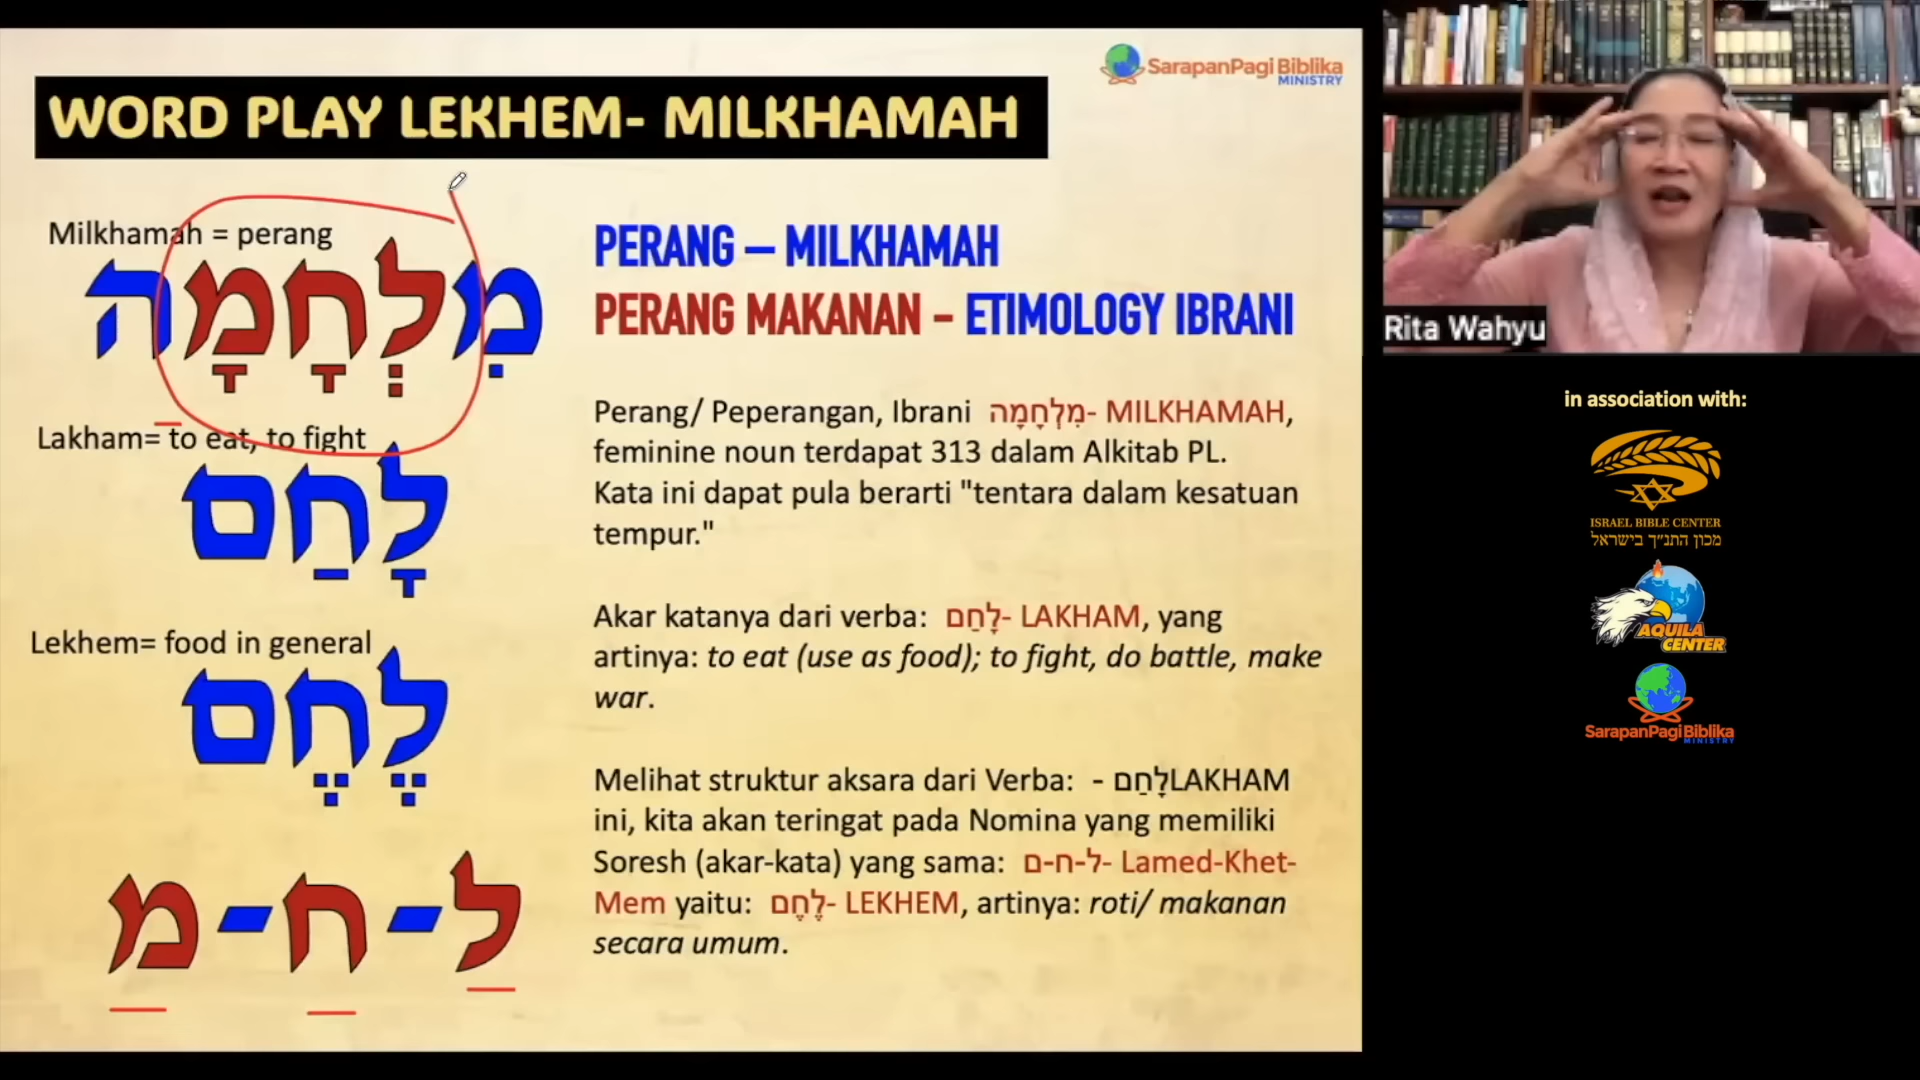 SarapanPagi Biblika
MINISTRY
WORD PLAY LEKHEM- MILKHAMAH
Milkhamah = perang
מִלְחָמָה
Lakham= to eat, to fight
לָחַם
Lekhem= food in general
לֶחֶם
ל-ח-מ
PERANG – MILKHAMAH
PERANG MAKANAN – ETIMOLOGY IBRANI
Perang/ Peperangan, Ibrani מִלְחָמָה- MILKHAMAH,
feminine noun terdapat 313 dalam Alkitab PL.
Kata ini dapat pula berarti "tentara dalam kesatuan
tempur."
Akar katanya dari verba: לָחַם- LAKHAM, yang
artinya: to eat (use as food); to fight, do battle, make
war.
Melihat struktur aksara dari Verba: - לָחַםLAKHAM
ini, kita akan teringat pada Nomina yang memiliki
Soresh (akar-kata) yang sama: ל-ח-ם- Lamed-Khet-
Mem yaitu: לֶחֶם- LEKHEM, artinya: roti/ makanan
secara umum.
Rita Wahyu
in association with:
ISRAEL BIBLE CENTER
מכון התנ״ך בישראל
AQUILA
CENTER
SarapanPagi Biblika
MINISTRY